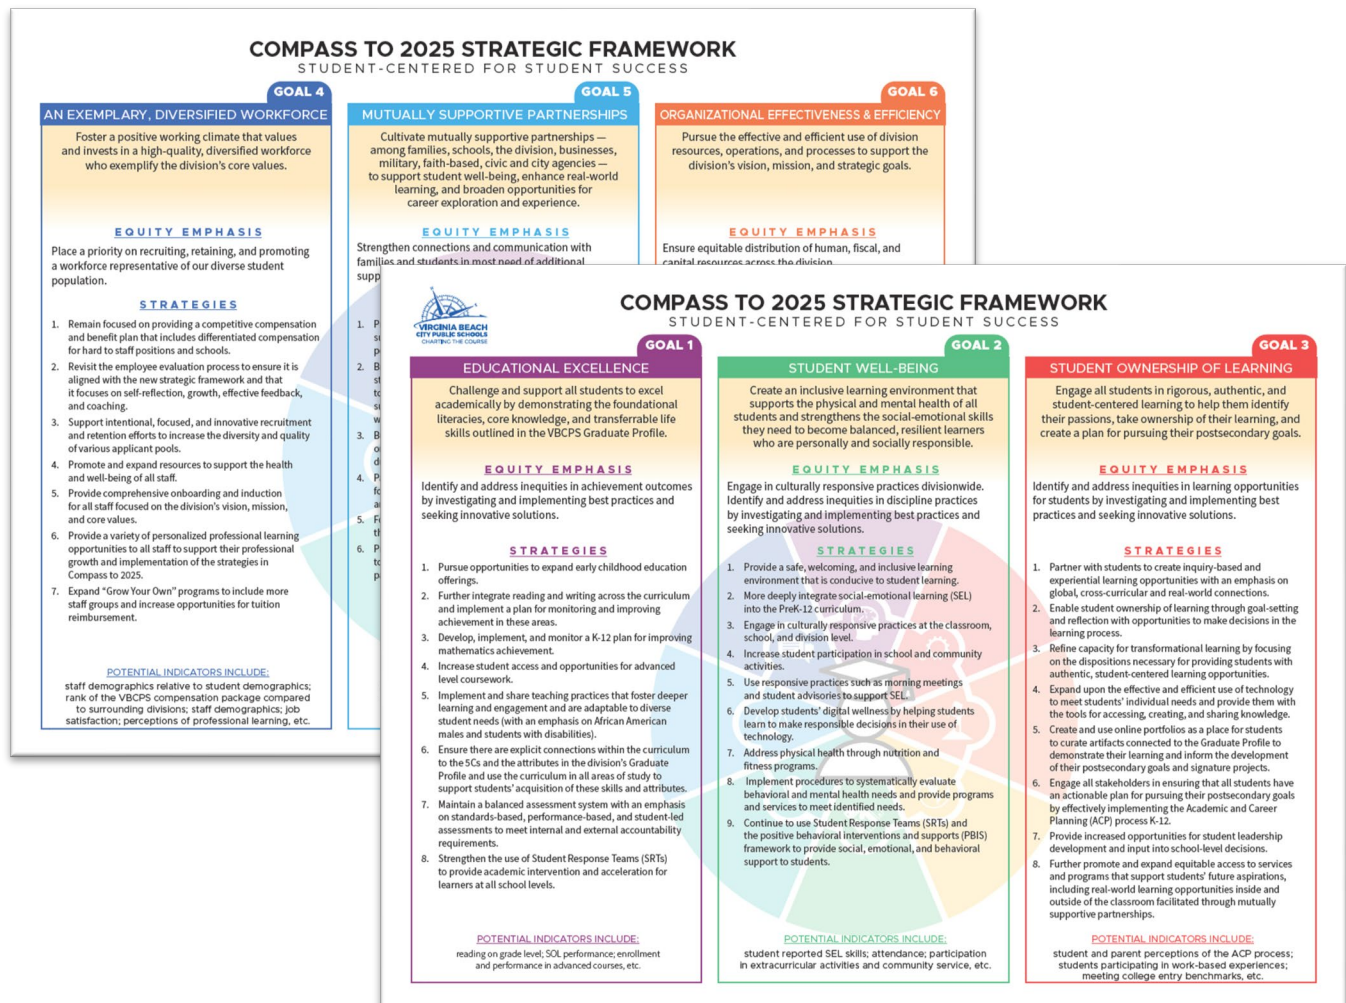 COMPASS TO 2025 STRATEGIC FRAMEWORK
STUDENT-CENTERED FOR STUDENT SUCCESS
GOAL 4
AN EXEMPLARY, DIVERSIFIED WORKFORCE
Foster a positive working climate that values
and invests in a high-quality, diversified workforce
who exemplify the division's core values.
EQUITY EMPHASIS
Place a priority on recruiting, retaining, and promoting
a workforce representative of our diverse student
population.
STRATEGIES
1. Remain focused on providing a competitive compensation
and benefit plan that includes differentiated compensation
for hard to staff positions and schools.
2. Revisit the employee evaluation process to ensure it is
aligned with the new strategic framework and that
it focuses on self-reflection, growth, effective feedback,
and coaching.
3. Support intentional, focused, and innovative recruitment
and retention efforts to increase the diversity and quality
of various applicant pools.
4. Promote and expand resources to support the health
and well-being of all staff.
5. Provide comprehensive onboarding and induction
for all staff focused on the division's vision, mission,
and core values.
6. Provide a variety of personalized professional learning
opportunities to all staff to support their professional
growth and implementation of the strategies in
Compass to 2025.
7. Expand "Grow Your Own" programs to include more
staff groups and increase opportunities for tuition
reimbursement.
POTENTIAL INDICATORS INCLUDE:
staff demographics relative to student demographics;
rank of the VBCPS compensation package compared
to surrounding divisions; staff demographics; job
satisfaction; perceptions of professional learning, etc.
GOAL 5
MUTUALLY SUPPORTIVE PARTNERSHIPS
Cultivate mutually supportive partnerships —
among families, schools, the division, businesses,
military, faith-based, civic and city agencies —
to support student well-being, enhance real-world
learning, and broaden opportunities for
career exploration and experience.
EQUITY EMPHASIS
Strengthen connections and communication with
families and students in most need of additional
supp
1. P
2. B
3. B
4. P
5. F
6. P
GOAL 6
ORGANIZATIONAL EFFECTIVENESS & EFFICIENCY
Pursue the effective and efficient use of division
resources, operations, and processes to support the
division's vision, mission, and strategic goals.
EQUITY EMPHASIS
Ensure equitable distribution of human, fiscal, and
capital resources across the division.
VIRGINIA BEACH
CITY PUBLIC SCHOOLS
CHARTING THE COURSE
COMPASS TO 2025 STRATEGIC FRAMEWORK
STUDENT-CENTERED FOR STUDENT SUCCESS
GOAL 1
EDUCATIONAL EXCELLENCE
Challenge and support all students to excel
academically by demonstrating the foundational
literacies, core knowledge, and transferrable life
skills outlined in the VBCPS Graduate Profile.
EQUITY EMPHASIS
Identify and address inequities in achievement outcomes
by investigating and implementing best practices and
seeking innovative solutions.
STRATEGIES
1. Pursue opportunities to expand early childhood education
offerings.
2. Further integrate reading and writing across the curriculum
and implement a plan for monitoring and improving
achievement in these areas.
3. Develop, implement, and monitor a K-12 plan for improving
mathematics achievement.
4. Increase student access and opportunities for advanced
level coursework.
5. Implement and share teaching practices that foster deeper
learning and engagement and are adaptable to diverse
student needs (with an emphasis on African American
males and students with disabilities).
6. Ensure there are explicit connections within the curriculum
to the 5Cs and the attributes in the division's Graduate
Profile and use the curriculum in all areas of study to
support students' acquisition of these skills and attributes.
7. Maintain a balanced assessment system with an emphasis
on standards-based, performance-based, and student-led
assessments to meet internal and external accountability
requirements.
8. Strengthen the use of Student Response Teams (SRTs)
to provide academic intervention and acceleration for
learners at all school levels.
POTENTIAL INDICATORS INCLUDE:
reading on grade level; SOL performance; enrollment
and performance in advanced courses, etc.
GOAL 2
STUDENT WELL-BEING
Create an inclusive learning environment that
supports the physical and mental health of all
students and strengthens the social-emotional skills
they need to become balanced, resilient learners
who are personally and socially responsible.
EQUITY EMPHASIS
Engage in culturally responsive practices divisionwide.
Identify and address inequities in discipline practices
by investigating and implementing best practices and
seeking innovative solutions.
STRATEGIES
1. Provide a safe, welcoming, and inclusive learning
environment that is conducive to student learning.
2. More deeply integrate social-emotional learning (SEL)
into the PreK-12 curriculum.
3. Engage in culturally responsive practices at the classroom,
school, and division level.
4. Increase student participation in school and community
activities.
5. Use responsive practices such as morning meetings
and student advisories to support SEL.
6. Develop students' digital wellness by helping students
learn to make responsible decisions in their use of
technology.
7. Address physical health through nutrition and
fitness programs.
8. Implement procedures to systematically evaluate
behavioral and mental health needs and provide programs
and services to meet identified needs.
9. Continue to use Student Response Teams (SRTs) and
the positive behavioral interventions and supports (PBIS)
framework to provide social, emotional, and behavioral
support to students.
POTENTIAL INDICATORS INCLUDE:
student reported SEL skills; attendance; participation
in extracurricular activities and community service, etc.
GOAL 3
STUDENT OWNERSHIP OF LEARNING
Engage all students in rigorous, authentic, and
student-centered learning to help them identify
their passions, take ownership of their learning, and
create a plan for pursuing their postsecondary goals.
EQUITY EMPHASIS
Identify and address inequities in learning opportunities
for students by investigating and implementing best
practices and seeking innovative solutions.
STRATEGIES
1. Partner with students to create inquiry-based and
experiential learning opportunities with an emphasis on
global, cross-curricular and real-world connections.
2. Enable student ownership of learning through goal-setting
and reflection with opportunities to make decisions in the
learning process.
3. Refine capacity for transformational learning by focusing
on the dispositions necessary for providing students with
authentic, student-centered learning opportunities.
4. Expand upon the effective and efficient use of technology
to meet students' individual needs and provide them with
the tools for accessing, creating, and sharing knowledge.
5. Create and use online portfolios as a place for students
to curate artifacts connected to the Graduate Profile to
demonstrate their learning and inform the development
of their postsecondary goals and signature projects.
6. Engage all stakeholders in ensuring that all students have
an actionable plan for pursuing their postsecondary goals
by effectively implementing the Academic and Career
Planning (ACP) process K-12.
7. Provide increased opportunities for student leadership
development and input into school-level decisions.
8. Further promote and expand equitable access to services
and programs that support students' future aspirations,
including real-world learning opportunities inside and
outside of the classroom facilitated through mutually
supportive partnerships.
POTENTIAL INDICATORS INCLUDE:
student and parent perceptions of the ACP process;
students participating in work-based experiences;
meeting college entry benchmarks, etc.